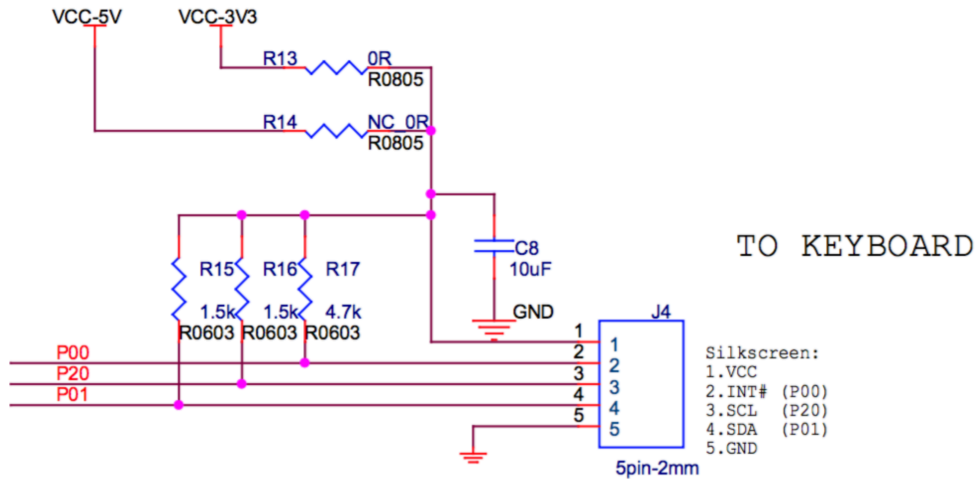 VCC-5V VCC-3V3
R13 0R
R0805
R14 NC_0R
R0805
R15 R16 R17
1.5k 1.5k 4.7k
R0603 R0603 R0603
C8
10uF
GND
TO KEYBOARD
J4
P00
P20
P01
1 1
2 2
3 3
4 4
5 5
5pin-2mm
Silkscreen:
1.VCC
2.INT# (P00)
3.SCL (P20)
4.SDA (P01)
5.GND